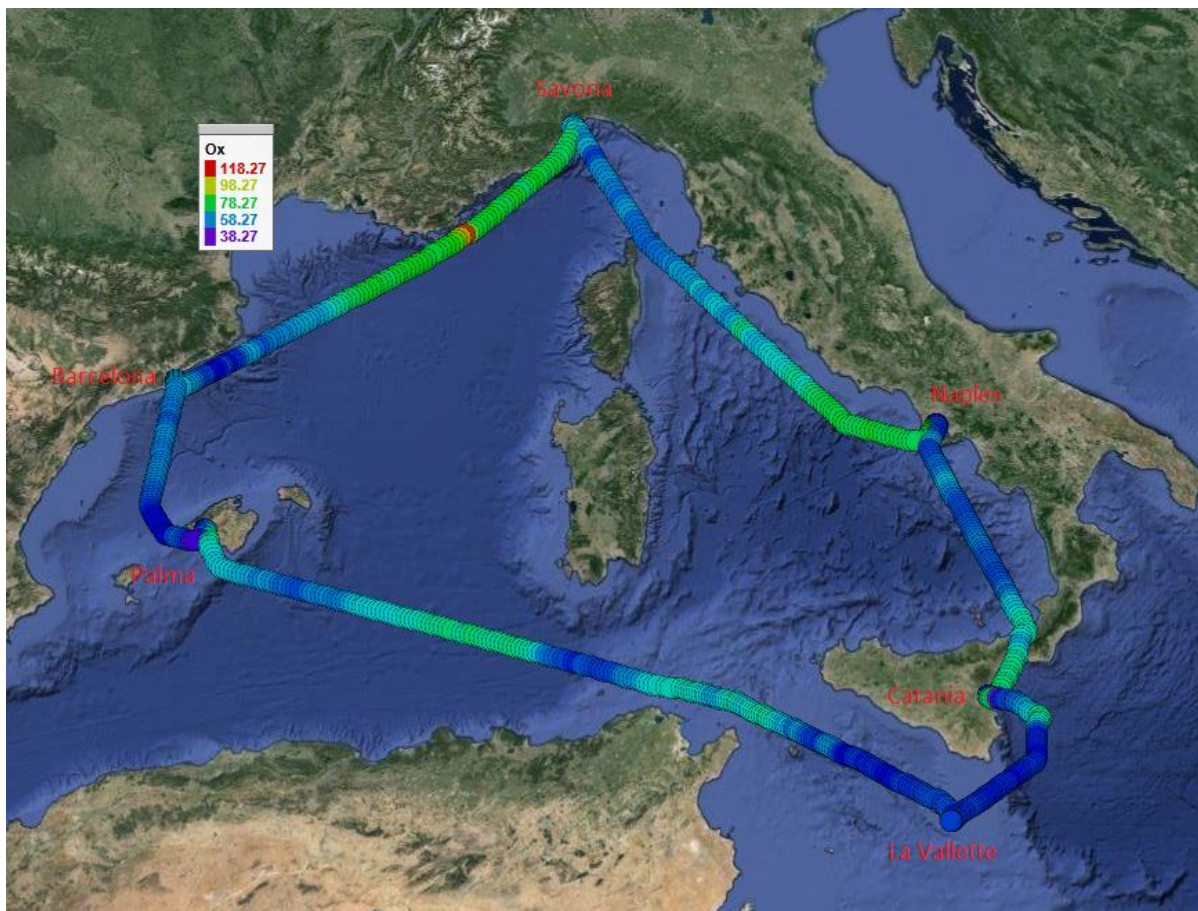 Savona
Ox
118.27
98.27
78.27
58.27
38.27
Barcelona
Naples
Palma
Catania
La Vallette